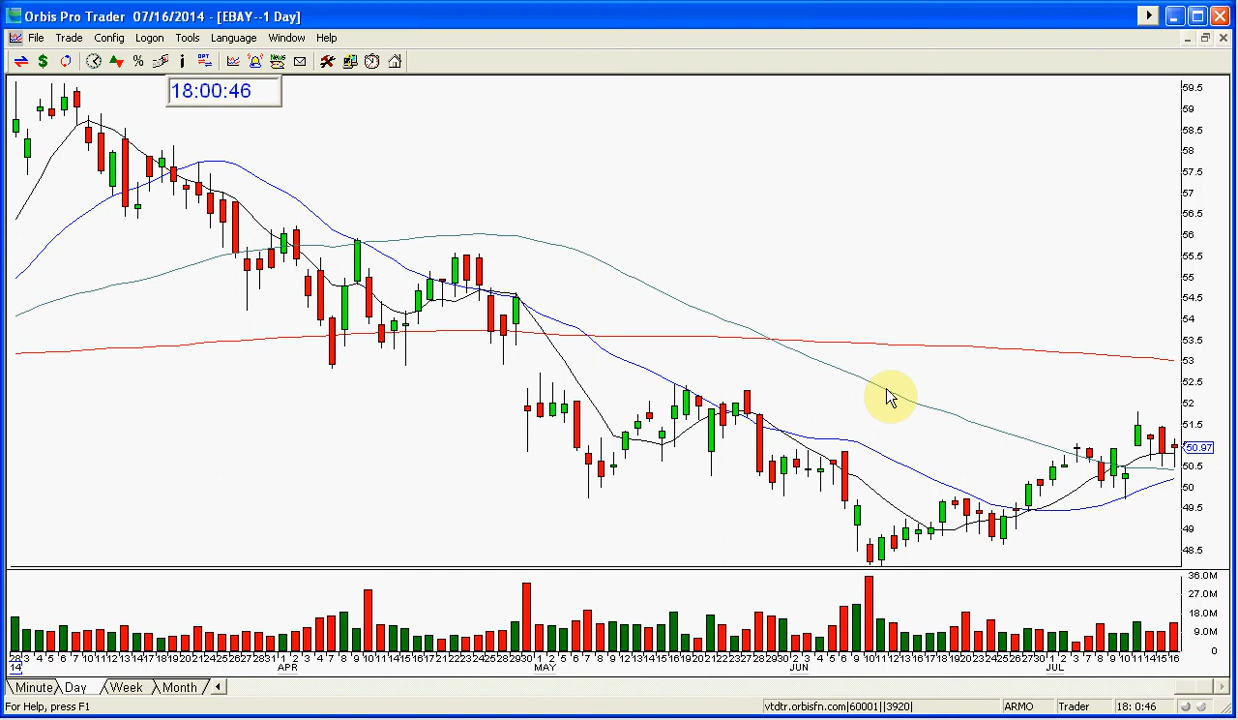 Orbis Pro Trader 07/16/2014 - [EBAY--1 Day]
File Trade Config Logon Tools Language Window Help
18:00:46
59.5
59
58.5
58
57.5
57
56.5
56
55.5
55
54.5
54
53.5
53
52.5
52
51.5
50.97
50.5
50
49.5
49
48.5
36.0M
27.0M
18.0M
9.0M
0
APR MAY JUN JUL
14
Minute Day Week Month
For Help, press F1 vtdtr.orbisfn.com|60001||3920| ARMO Trader 18: 0:46